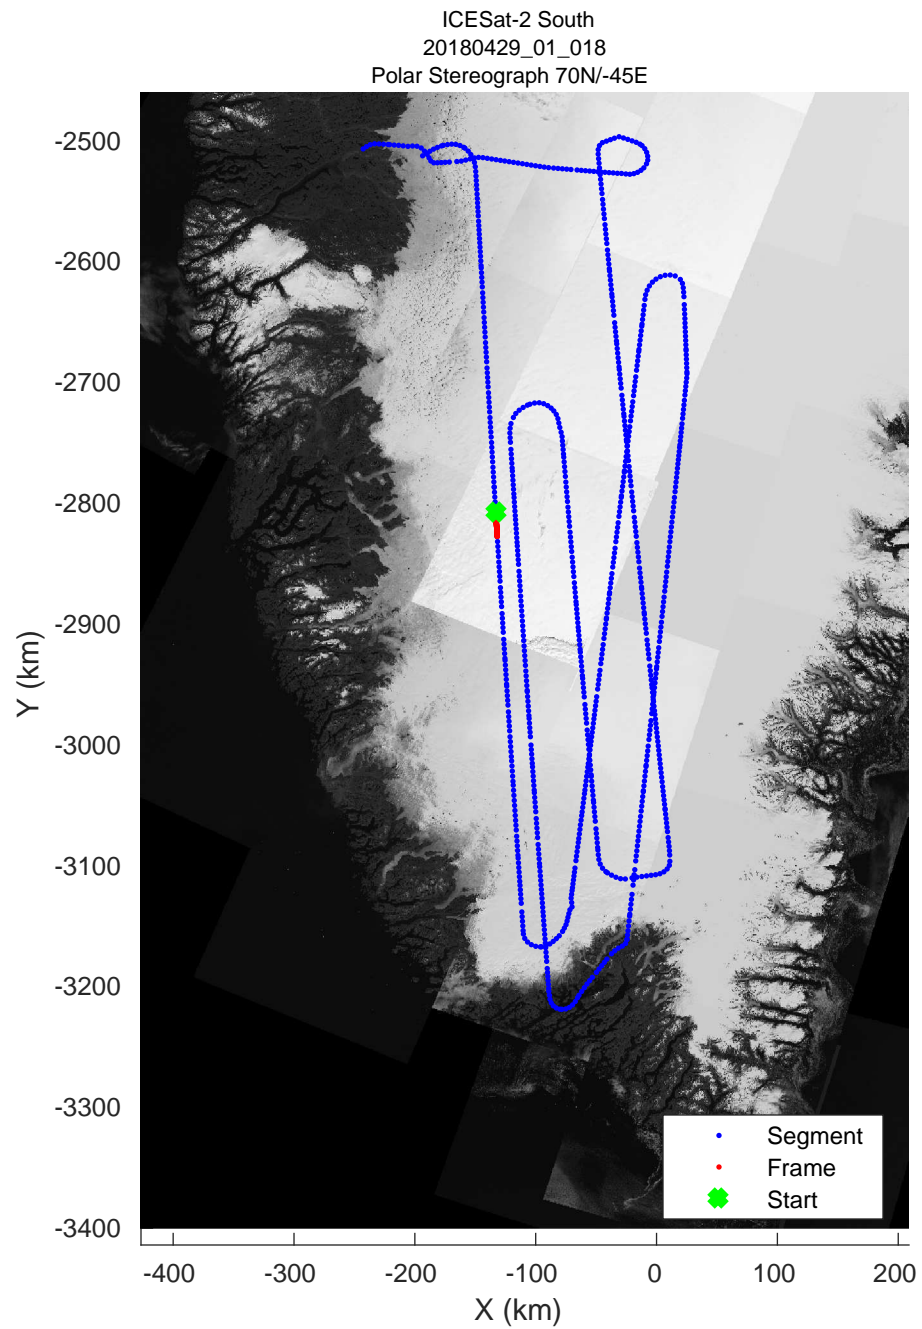 ICESat-2 South
20180429_01_018
Polar Stereograph 70N/-45E
-2500
-2600
-2700
-2800
-2900
-3000
-3100
-3200
-3300
-3400
Y (km)
Segment
Frame
Start
-400 -300 -200 -100 0 100 200
X (km)